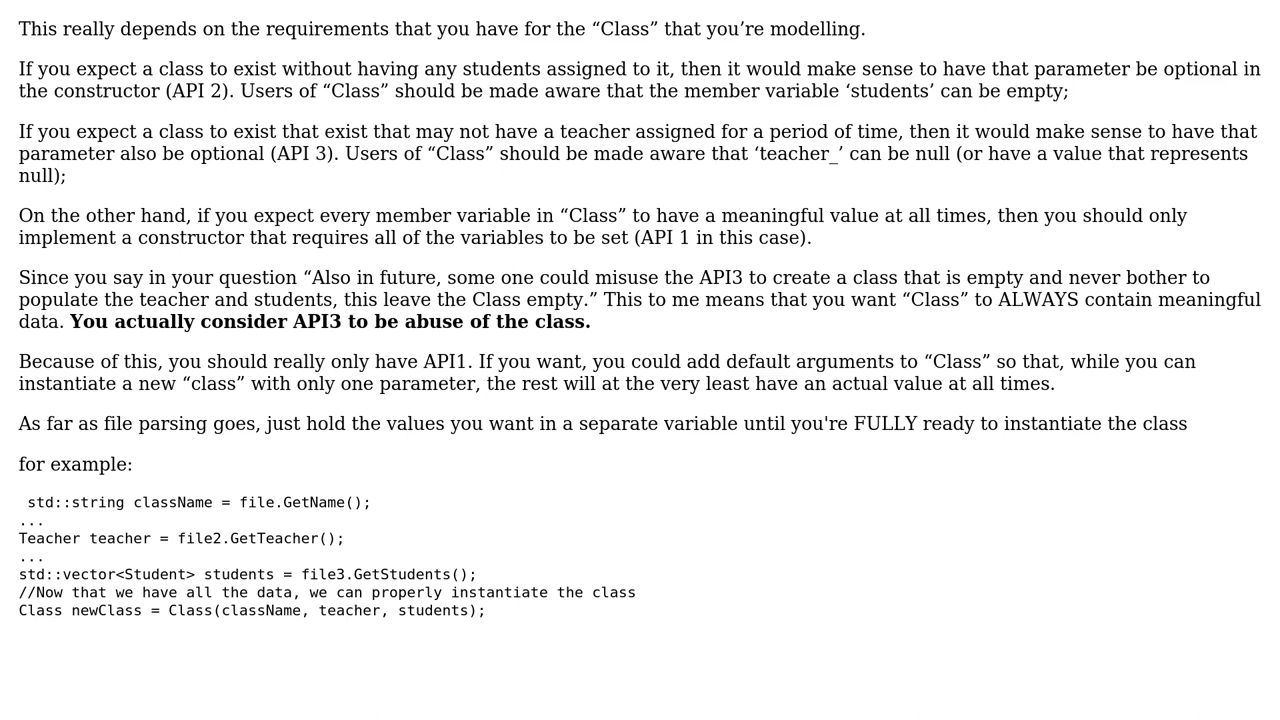 This really depends on the requirements that you have for the “Class” that you’re modelling.
If you expect a class to exist without having any students assigned to it, then it would make sense to have that parameter be optional in
the constructor (API 2). Users of “Class” should be made aware that the member variable ‘students’ can be empty;
If you expect a class to exist that exist that may not have a teacher assigned for a period of time, then it would make sense to have that
parameter also be optional (API 3). Users of “Class” should be made aware that ‘teacher_’ can be null (or have a value that represents
null);
On the other hand, if you expect every member variable in “Class” to have a meaningful value at all times, then you should only
implement a constructor that requires all of the variables to be set (API 1 in this case).
Since you say in your question “Also in future, some one could misuse the API3 to create a class that is empty and never bother to
populate the teacher and students, this leave the Class empty.” This to me means that you want “Class” to ALWAYS contain meaningful
data. You actually consider API3 to be abuse of the class.
Because of this, you should really only have API1. If you want, you could add default arguments to “Class” so that, while you can
instantiate a new “class” with only one parameter, the rest will at the very least have an actual value at all times.
As far as file parsing goes, just hold the values you want in a separate variable until you're FULLY ready to instantiate the class
for example:
std::string className = file.GetName();
...
Teacher teacher = file2.GetTeacher();
...
std::vector<Student> students = file3.GetStudents();
//Now that we have all the data, we can properly instantiate the class
Class newClass = Class(className, teacher, students);